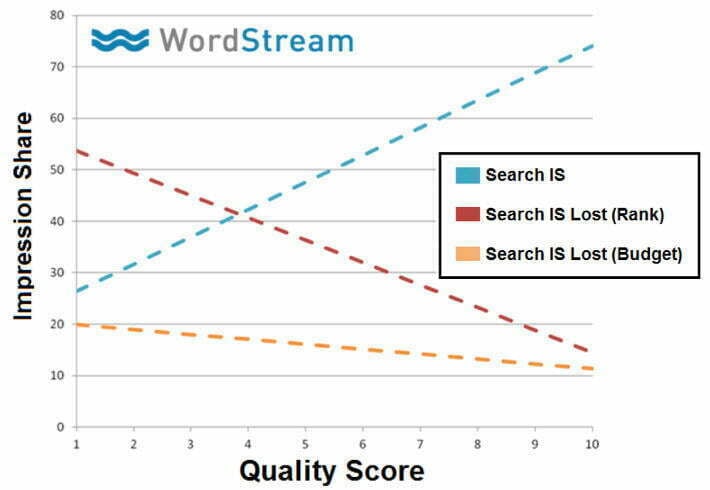 80
WordStream
70
60
50
40
30
20
10
0
Impression Share
Search IS
Search IS Lost (Rank)
Search IS Lost (Budget)
1 2 3 4 5 6 7 8 9 10
Quality Score